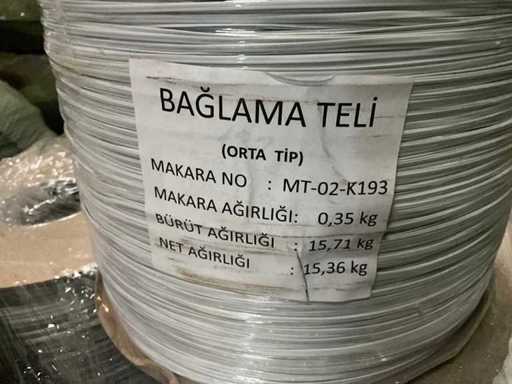 BAĞLAMA TELİ
(ORTA TİP)
MAKARA NO : MT-02-K193
MAKARA AĞIRLIĞI: 0,35 kg
BÜRÜT AĞIRLIĞI : 15,71 kg
NET AĞIRLIĞI : 15,36 kg